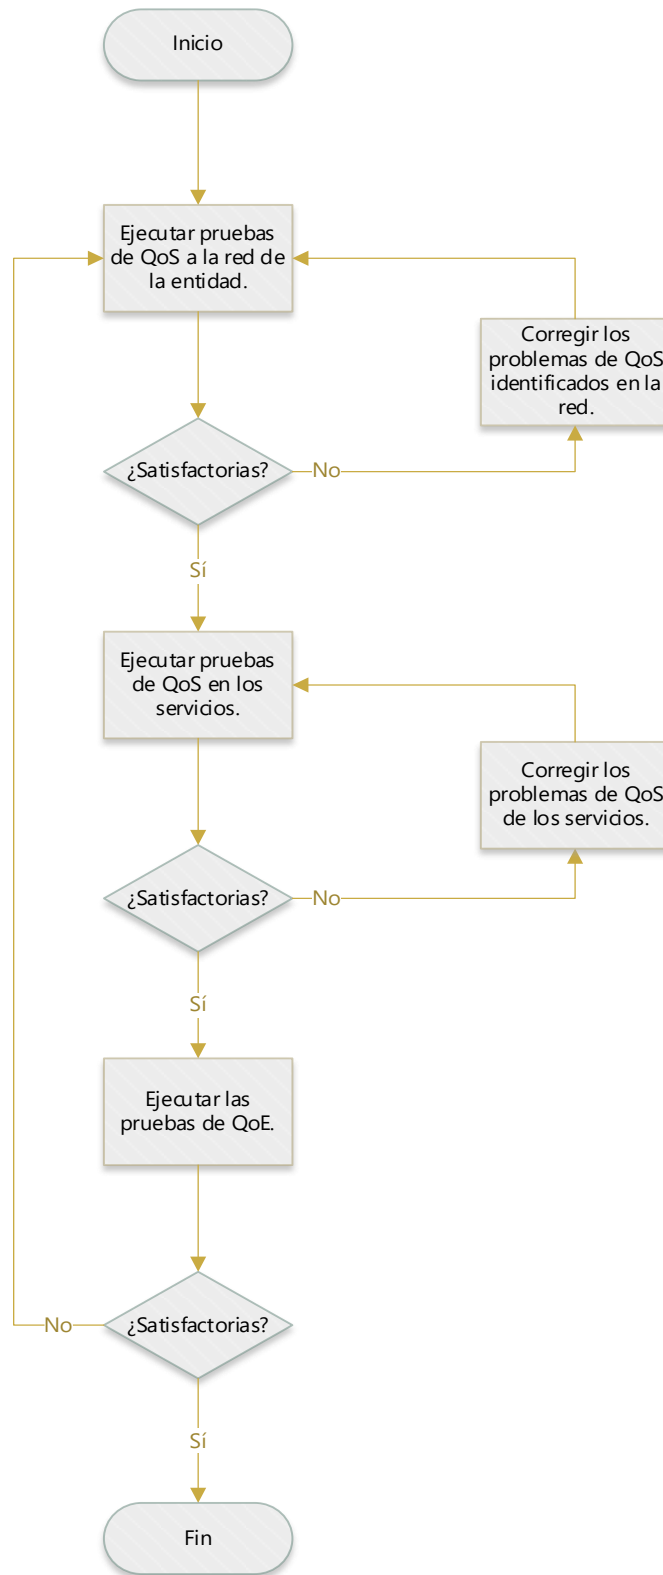 Inicio
Ejecutar pruebas
de QoS a la red de
la entidad.
Corregir los
problemas de QoS
identificados en la
red.
¿Satisfactorias?
No
Sí
Ejecutar pruebas
de QoS en los
servicios.
Corregir los
problemas de QoS
de los servicios.
¿Satisfactorias?
No
Sí
Ejecutar las
pruebas de QoE.
No
¿Satisfactorias?
Sí
Fin